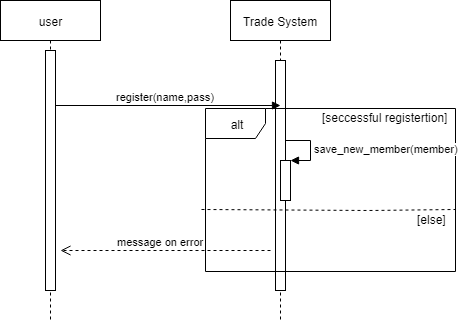 user
Trade System
register(name,pass)
[seccessful registertion]
alt
save_new_member(member)
[else]
message on error